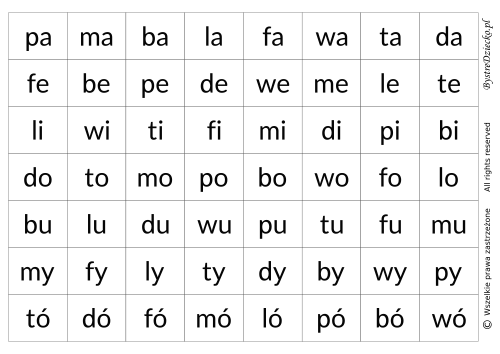 pa ma ba la fa wa ta da
fe be pe de we me le te
li wi ti fi mi di pi bi
do to mo po bo wo fo lo
bu lu du wu pu tu fu mu
my fy ly ty dy by wy py
tó dó fó mó ló pó bó wó
© Wszelkie prawa zastrzeżone All rights reserved BystreDziecko.pl